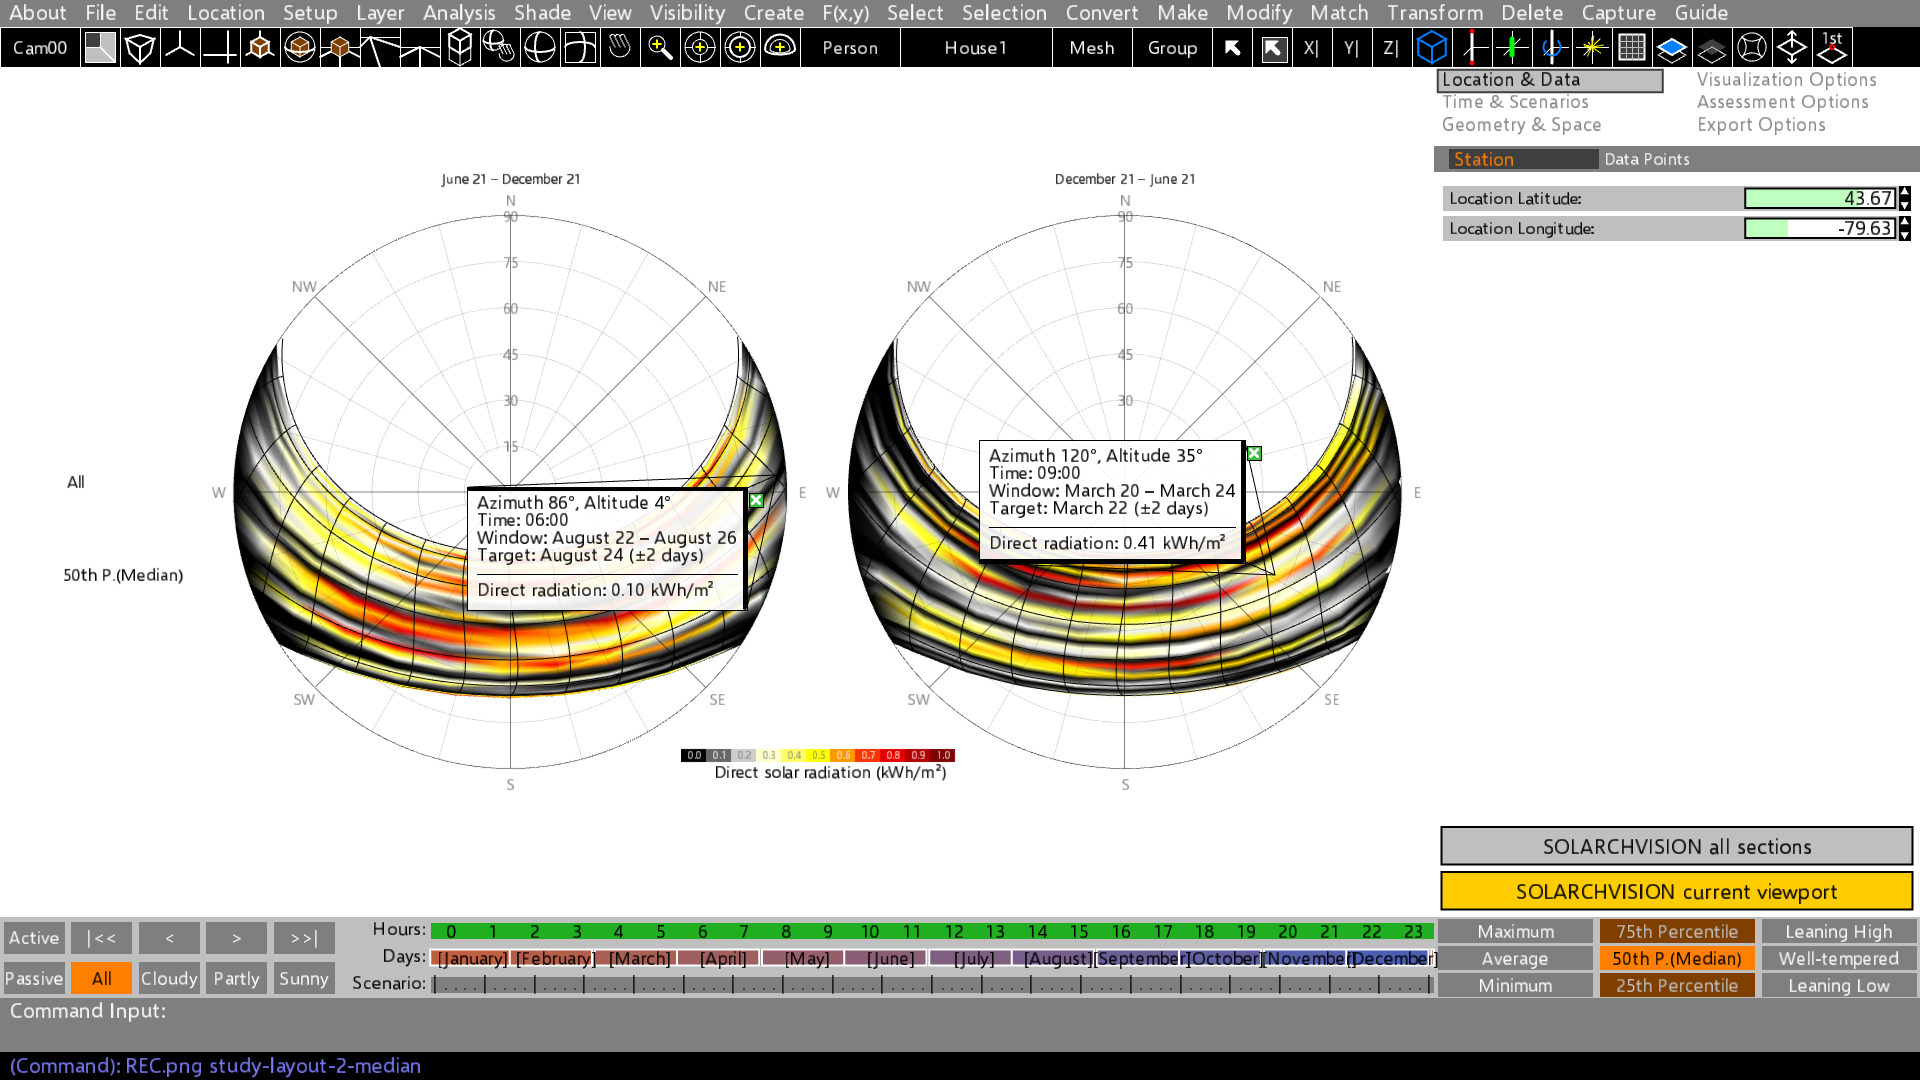 About File Edit Location Setup Layer Analysis Shade View Visibility Create F(x,y) Select Selection Convert Make Modify Match Transform Delete Capture Guide
Cam00 Person House1 Mesh Group X| Y| Z| 1st
Location & Data Visualization Options
Time & Scenarios Assessment Options
Geometry & Space Export Options
Station Data Points
Location Latitude: 43.67
Location Longitude: -79.63
June 21 – December 21
N
90
75
60
45
30
15
NW
NE
W
E
SW
SE
S
Azimuth 86°, Altitude 4°
Time: 06:00
Window: August 22 – August 26
Target: August 24 (±2 days)
Direct radiation: 0.10 kWh/m²
December 21 – June 21
N
90
75
60
45
30
NW
NE
W
E
SW
SE
S
Azimuth 120°, Altitude 35°
Time: 09:00
Window: March 20 – March 24
Target: March 22 (±2 days)
Direct radiation: 0.41 kWh/m²
All
50th P.(Median)
0.0 0.1 0.2 0.3 0.4 0.5 0.6 0.7 0.8 0.9 1.0
Direct solar radiation (kWh/m²)
SOLARCHVISION all sections
SOLARCHVISION current viewport
Active |<< < > >>|
Passive All Cloudy Partly Sunny
Hours: 0 1 2 3 4 5 6 7 8 9 10 11 12 13 14 15 16 17 18 19 20 21 22 23
Days: [January] [February] [March] [April] [May] [June] [July] [August] [September] [October] [November] [December]
Scenario:
Maximum 75th Percentile Leaning High
Average 50th P.(Median) Well-tempered
Minimum 25th Percentile Leaning Low
Command Input:
(Command): REC.png study-layout-2-median